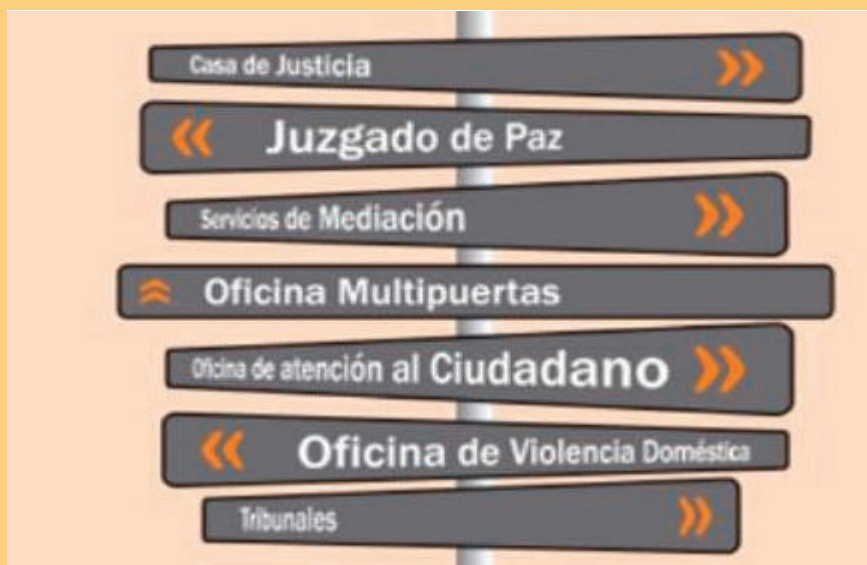 Casa de Justicia
Juzgado de Paz
Servicios de Mediación
Oficina Multipuertas
Oficina de atención al Ciudadano
Oficina de Violencia Doméstica
Tribunales